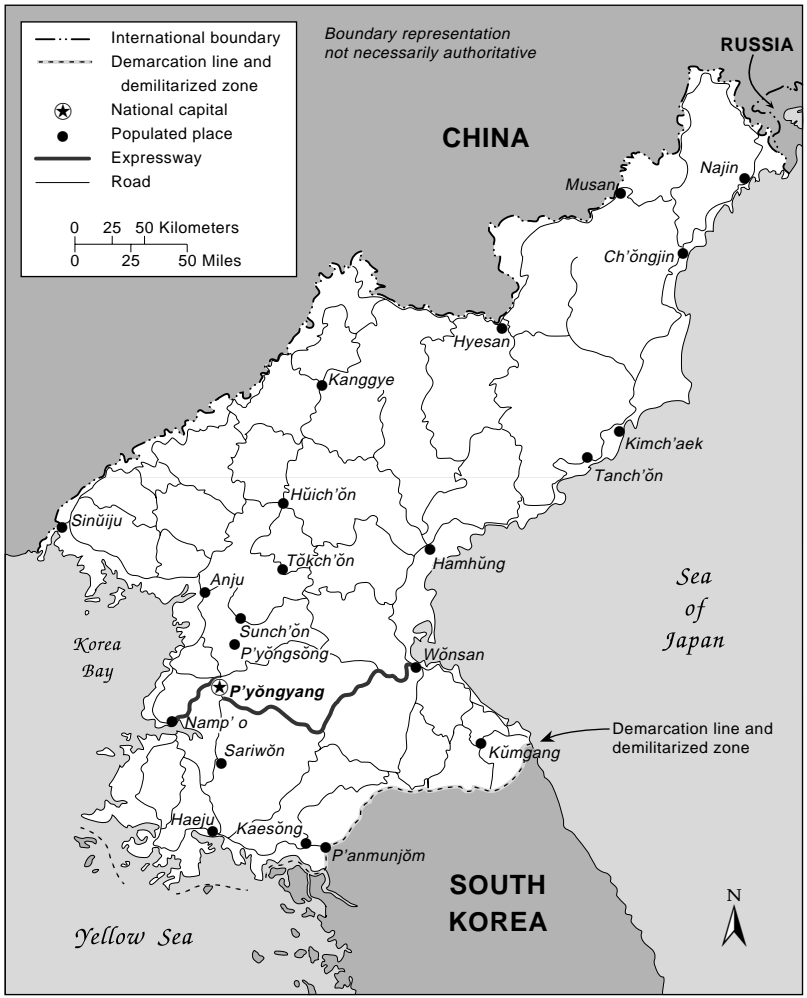 International boundary
Demarcation line and
demilitarized zone
National capital
Populated place
Expressway
Road
0 25 50 Kilometers
0 25 50 Miles
Boundary representation
not necessarily authoritative
RUSSIA
CHINA
Najin
Musan
Ch'ŏngjin
Hyesan
Kanggye
Kimch'aek
Tanch'ŏn
Hŭich'ŏn
Sinŭiju
Tŏkch'ŏn
Hamhŭng
Anju
Sea
of
Japan
Sunch'ŏn
Korea
Bay
P'yŏngsŏng
Wŏnsan
P'yŏngyang
Namp' o
Demarcation line and
demilitarized zone
Sariwŏn
Kŭmgang
Haeju
Kaesŏng
P'anmunjŏm
SOUTH
KOREA
N
Yellow Sea